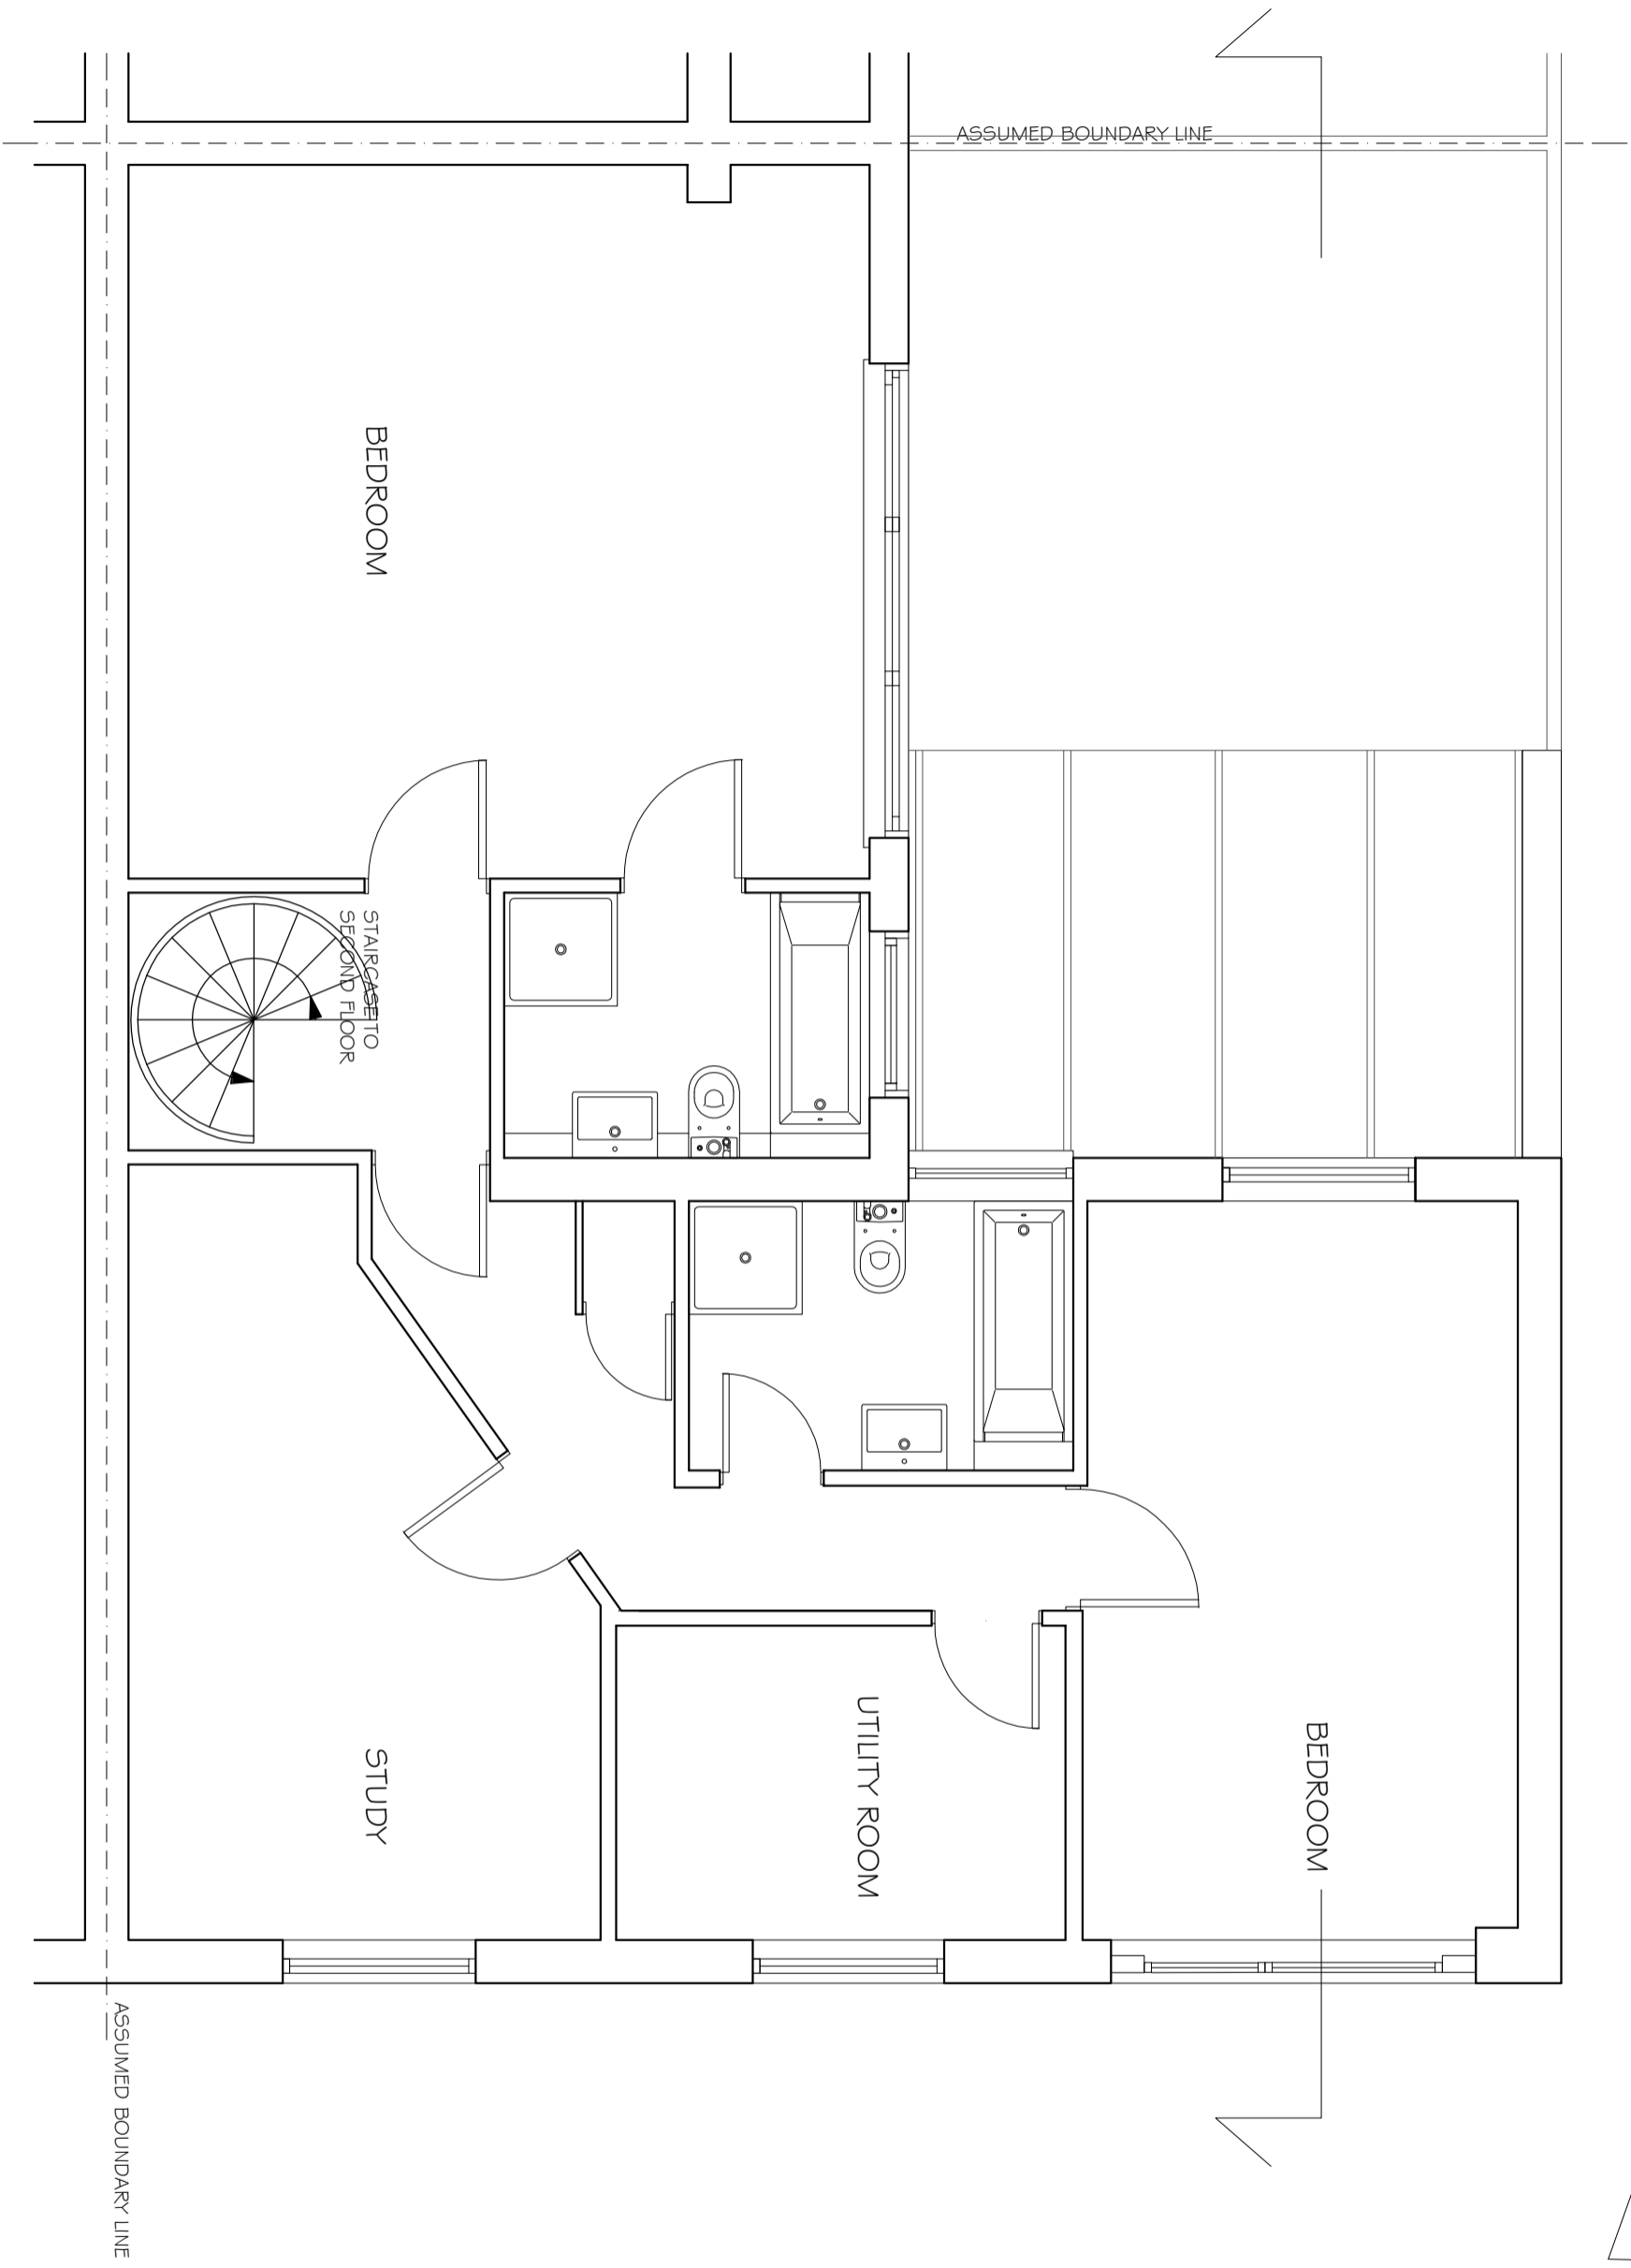 ASSUMED BOUNDARY LINE
BEDROOM
STAIRCASE TO
SECOND FLOOR
STUDY
UTILITY ROOM
BEDROOM
ASSUMED BOUNDARY LINE